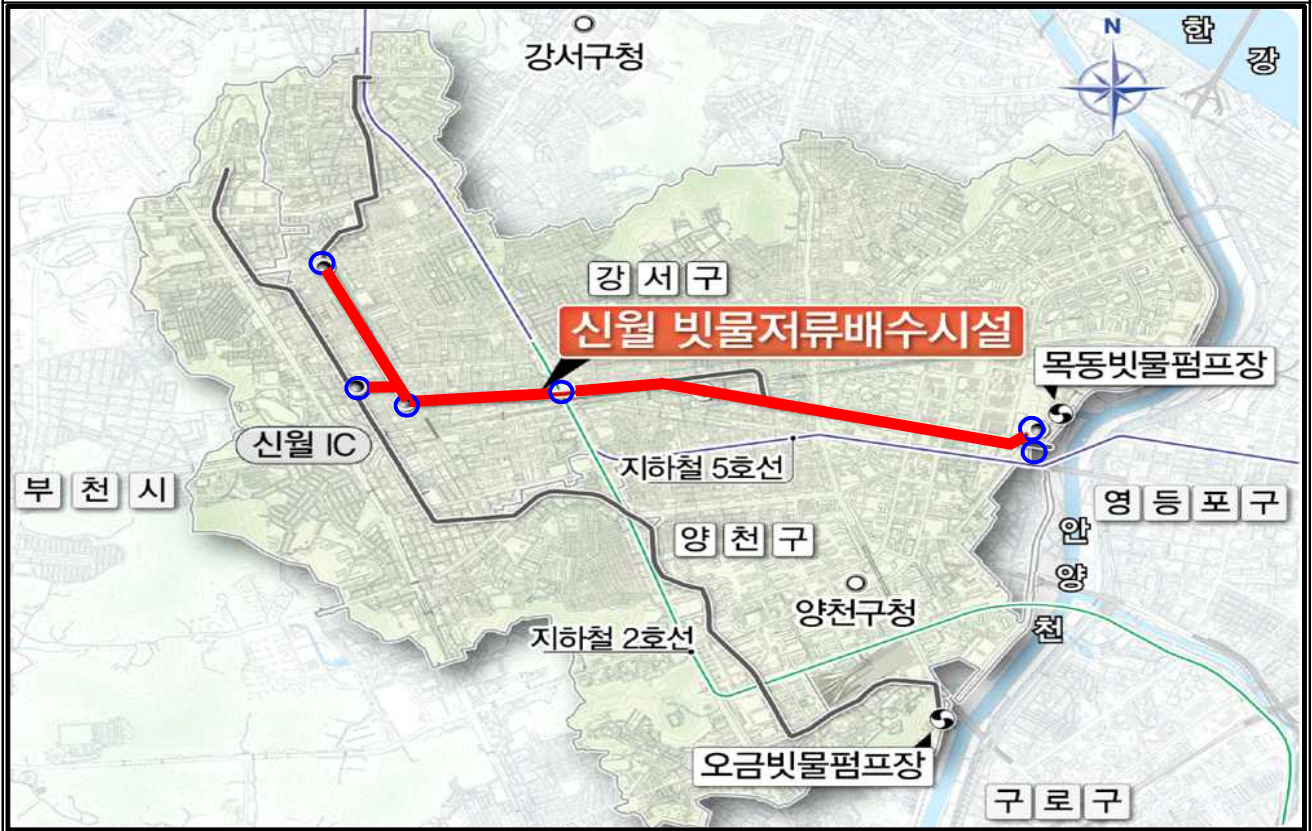 강서구청
N
한
강
강서구
신월 빗물저류배수시설
목동빗물펌프장
신월 IC
지하철 5호선
부천시
영등포구
안
양
천
양천구
양천구청
지하철 2호선
오금빗물펌프장
구로구